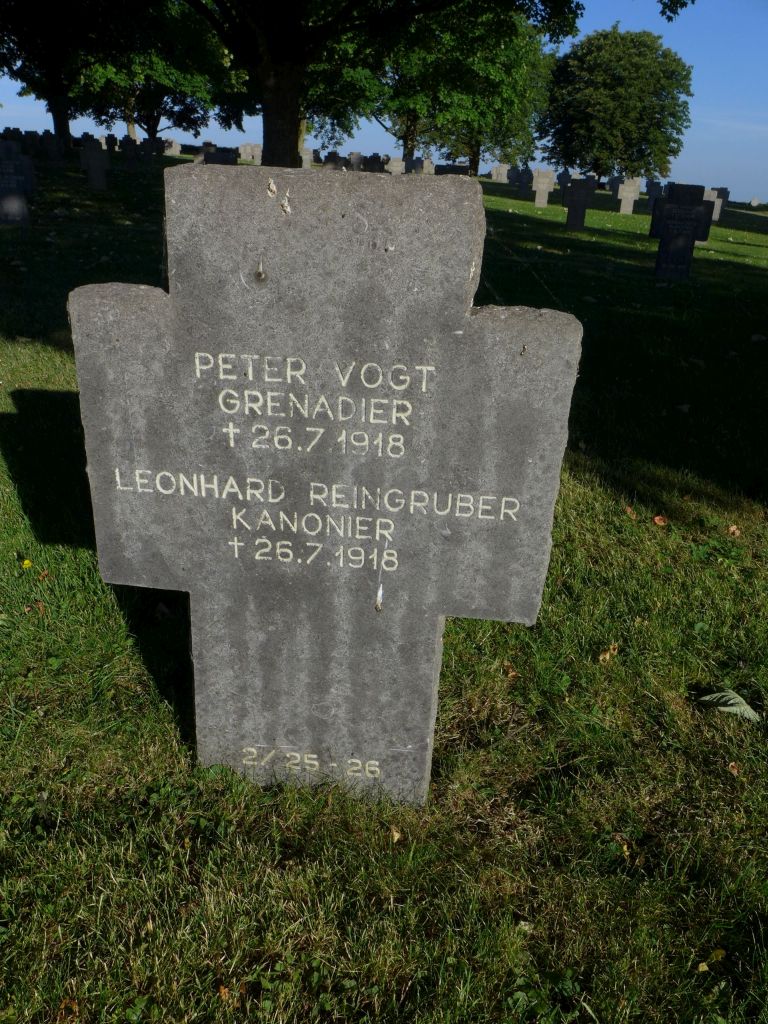 PETER VOGT
GRENADIER
† 26.7.1918
LEONHARD REINGRUBER
KANONIER
† 26.7.1918
2/25-26